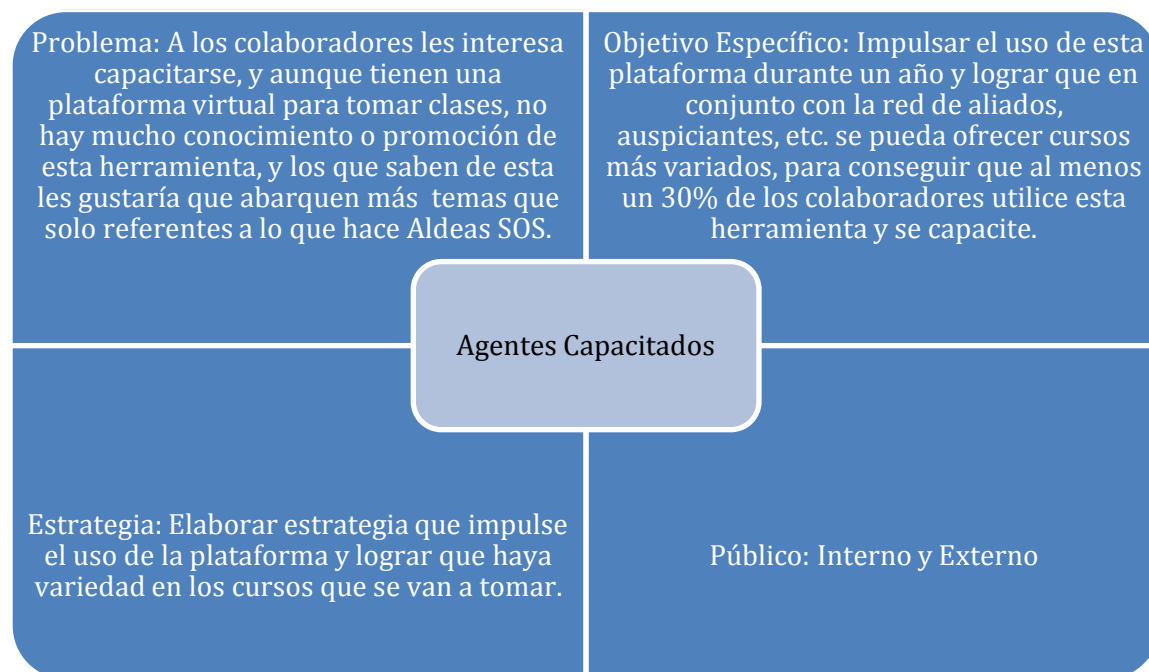 Problema: A los colaboradores les interesa
capacitarse, y aunque tienen una
plataforma virtual para tomar clases, no
hay mucho conocimiento o promoción de
esta herramienta, y los que saben de esta
les gustaría que abarquen más  temas que
solo referentes a lo que hace Aldeas SOS.
Objetivo Específico: Impulsar el uso de esta
plataforma durante un año y lograr que en
conjunto con la red de aliados,
auspiciantes, etc. se pueda ofrecer cursos
más variados, para conseguir que al menos
un 30% de los colaboradores utilice esta
herramienta y se capacite.
Agentes Capacitados
Estrategia: Elaborar estrategia que impulse
el uso de la plataforma y lograr que haya
variedad en los cursos que se van a tomar.
Público: Interno y Externo